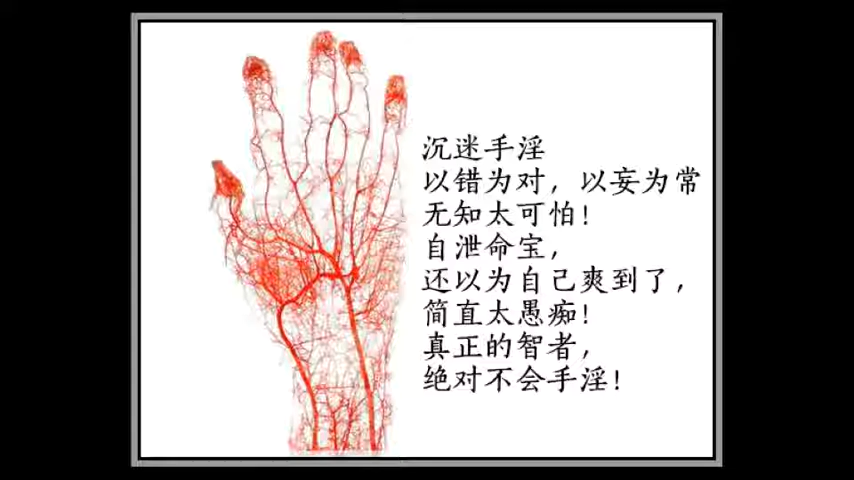 沉迷手淫
以错为对，以妄为常
无知太可怕！
自泄命宝，
还以为自己爽到了，
简直太愚痴！
真正的智者，
绝对不会手淫！